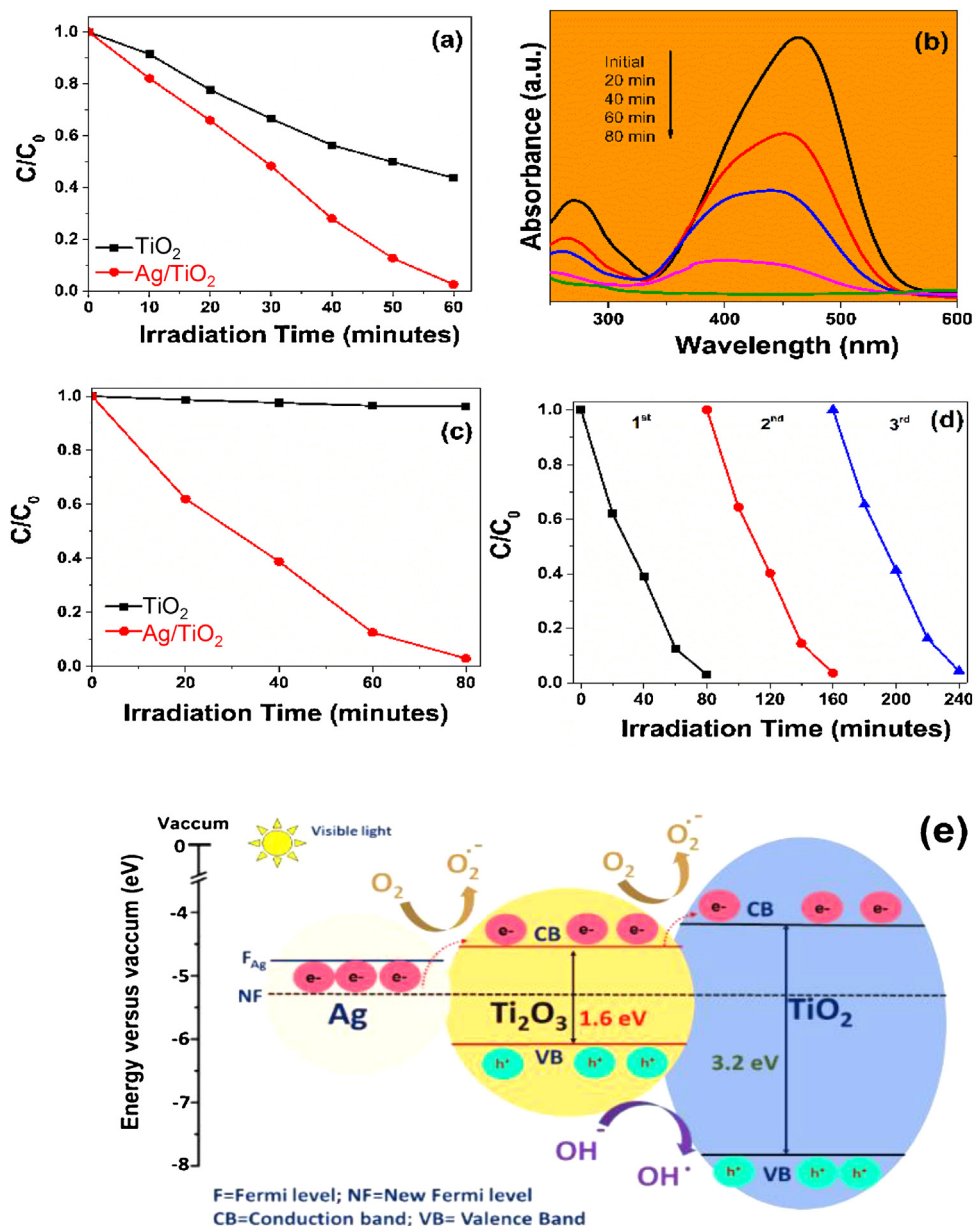 (a)
1.0
0.8
0.6
0.4
0.2
0.0
C/C0
TiO2
Ag/TiO2
0 10 20 30 40 50 60
Irradiation Time (minutes)
(b)
Initial
20 min
40 min
60 min
80 min
Absorbance (a.u.)
300 400 500 600
Wavelength (nm)
(c)
1.0
0.8
0.6
0.4
0.2
0.0
C/C0
TiO2
Ag/TiO2
0 20 40 60 80
Irradiation Time (minutes)
(d)
1st 2nd 3rd
1.0
0.8
0.6
0.4
0.2
0.0
C/C0
0 40 80 120 160 200 240
Irradiation Time (minutes)
(e)
Vaccum
Visible light
0
-4
-5
-6
-7
-8
Energy versus vaccum (eV)
O2 O2•-
O2 O2•-
FAg
NF
e- e- e-
Ag
e- CB e- e-
Ti2O3
1.6 eV
VB
h+ h+ h+
e- CB e- e-
TiO2
3.2 eV
VB
h+ h+ h+
OH-
OH•
F=Fermi level; NF=New Fermi level
CB=Conduction band; VB= Valence Band